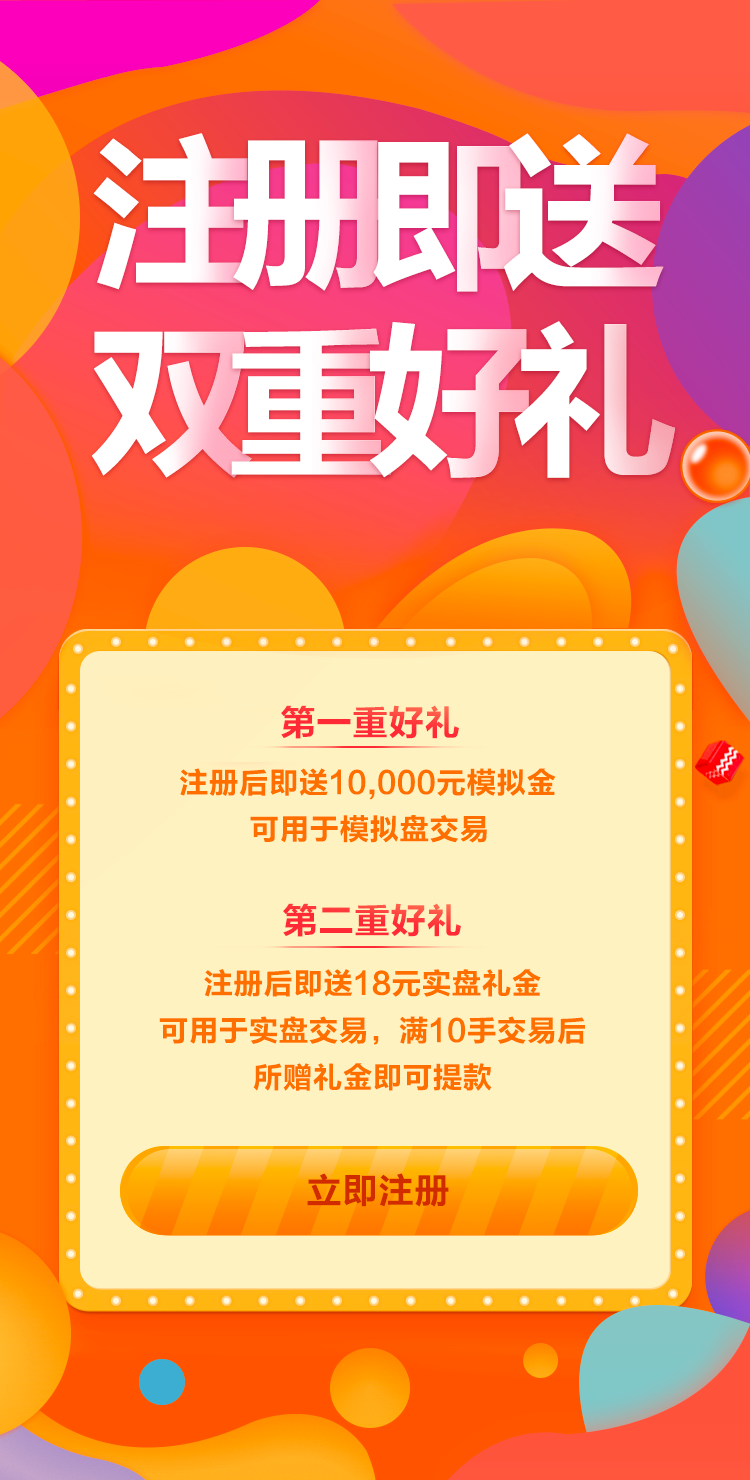 注册即送
双重好礼
第一重好礼
注册后即送10,000元模拟金
可用于模拟盘交易
第二重好礼
注册后即送18元实盘礼金
可用于实盘交易，满10手交易后
所赠礼金即可提款
立即注册